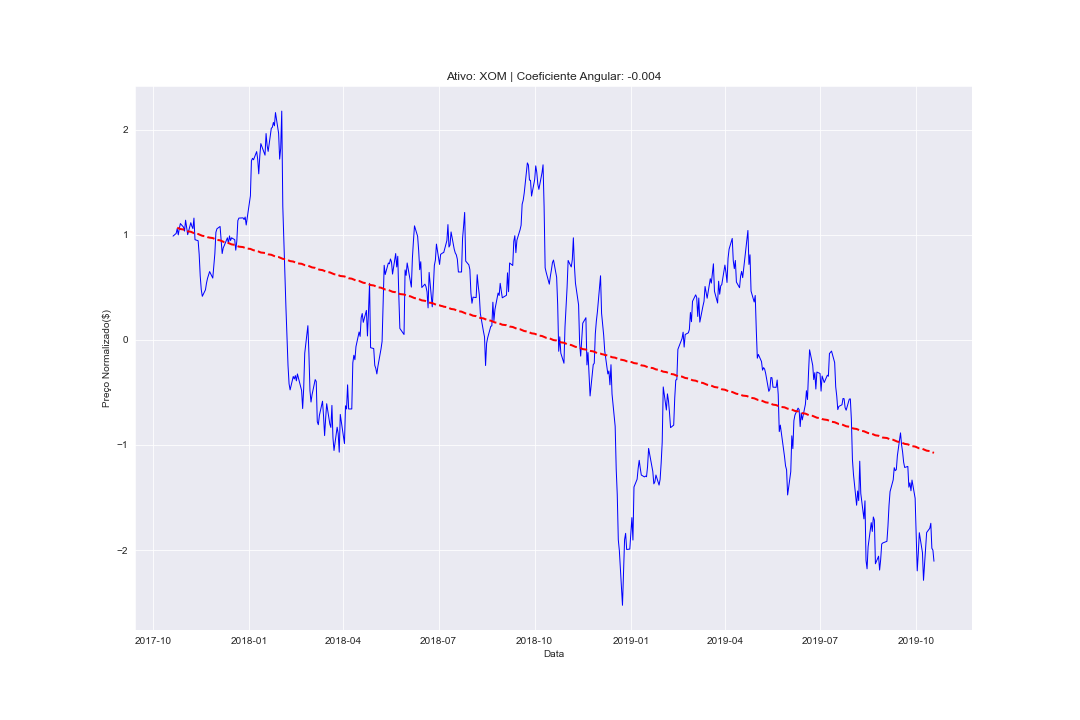 Ativo: XOM | Coeficiente Angular: -0.004
Preço Normalizado($)
2
1
0
−1
−2
2017-10 2018-01 2018-04 2018-07 2018-10 2019-01 2019-04 2019-07 2019-10
Data